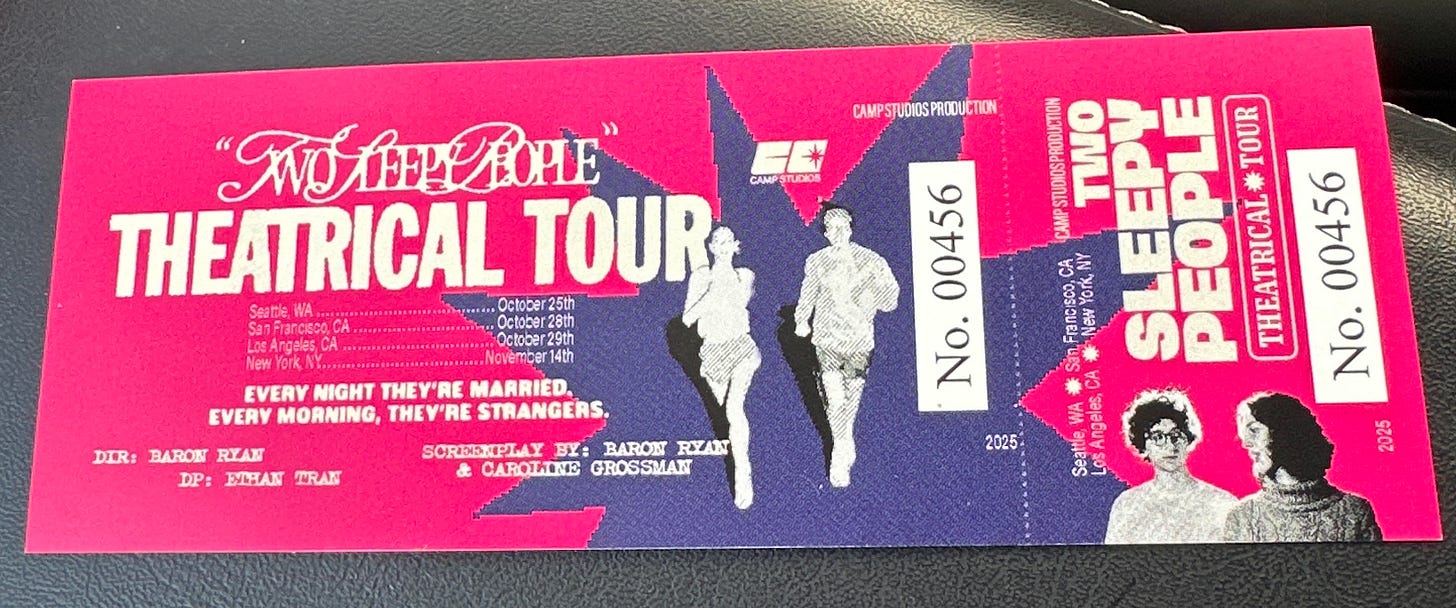 CAMP STUDIOS PRODUCTION
"TWO SLEEPY PEOPLE"
THEATRICAL TOUR
CAMP STUDIOS
Seattle, WA ........ October 25th
San Francisco, CA ........ October 28th
Los Angeles, CA ........ October 29th
New York, NY ........ November 14th
EVERY NIGHT THEY'RE MARRIED.
EVERY MORNING, THEY'RE STRANGERS.
DIR: BARON RYAN
DP: ETHAN TRAN
SCREENPLAY BY: BARON RYAN
& CAROLINE GROSSMAN
No. 00456
2025
CAMP STUDIOS PRODUCTION
TWO
SLEEPY
PEOPLE
THEATRICAL TOUR
Seattle, WA San Francisco, CA
Los Angeles, CA New York, NY
No. 00456
2025